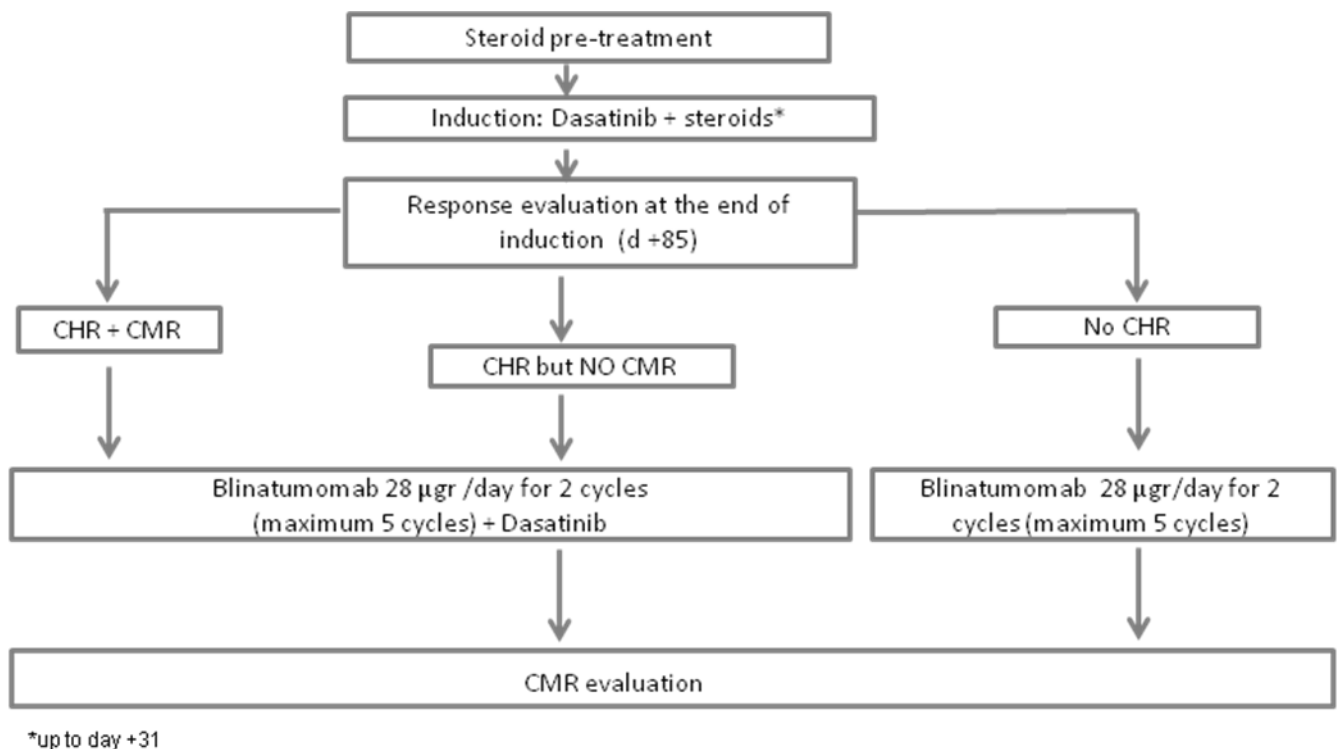 Steroid pre-treatment
Induction: Dasatinib + steroids*
Response evaluation at the end of
induction (d +85)
CHR + CMR
CHR but NO CMR
No CHR
Blinatumomab 28 μgr /day for 2 cycles
(maximum 5 cycles) + Dasatinib
Blinatumomab 28 μgr/day for 2
cycles (maximum 5 cycles)
CMR evaluation
*up to day +31